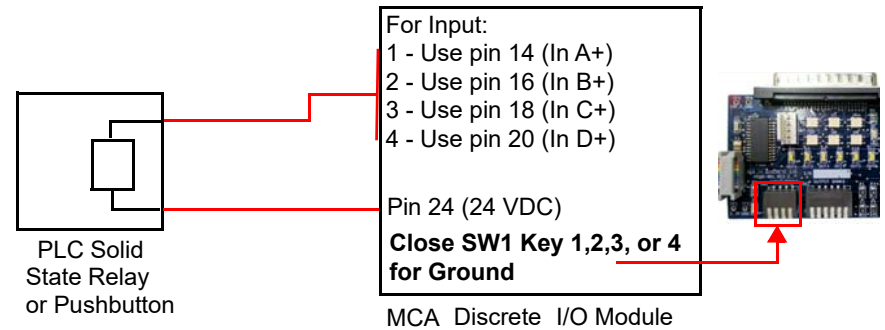 For Input:
1 - Use pin 14 (In A+)
2 - Use pin 16 (In B+)
3 - Use pin 18 (In C+)
4 - Use pin 20 (In D+)
Pin 24 (24 VDC)
Close SW1 Key 1,2,3, or 4
for Ground
PLC Solid
State Relay
or Pushbutton
MCA Discrete I/O Module